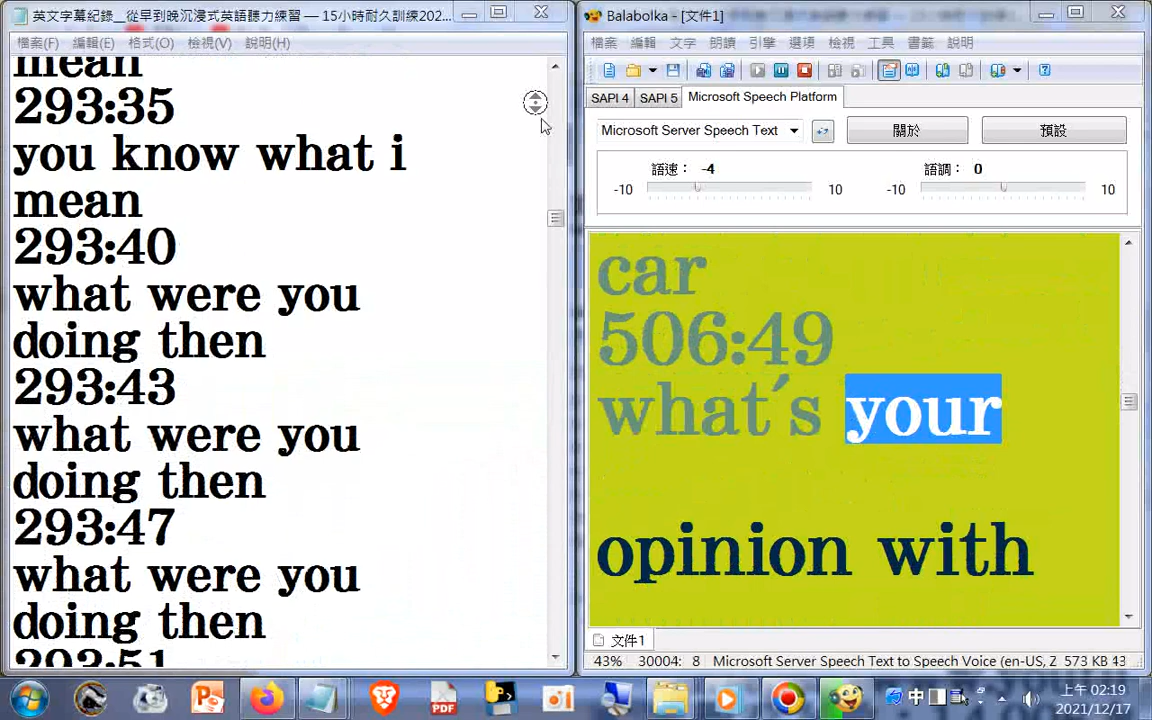 英文字幕紀錄__從早到晚沉浸式英語聽力練習 — 15小時耐久訓練202...
檔案(F) 編輯(E) 格式(O) 檢視(V) 說明(H)
mean
293:35
you know what i
mean
293:40
what were you
doing then
293:43
what were you
doing then
293:47
what were you
doing then
293:51
Balabolka - [文件1]
檔案 編輯 文字 朗讀 引擎 選項 檢視 工具 書籤 說明
SAPI 4 SAPI 5 Microsoft Speech Platform
Microsoft Server Speech Text 關於 預設
語速： -4 語調： 0
-10 10 -10 10
car
506:49
what's your
opinion with
文件1
43% 30004: 8 Microsoft Server Speech Text to Speech Voice (en-US, Z 573 KB 43
中 上午 02:19
2021/12/17